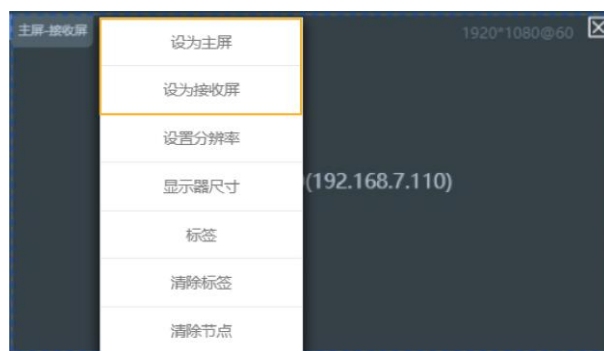 主屏-接收屏
1920*1080@60
设为主屏
设为接收屏
设置分辨率
显示器尺寸
(192.168.7.110)
标签
清除标签
清除节点